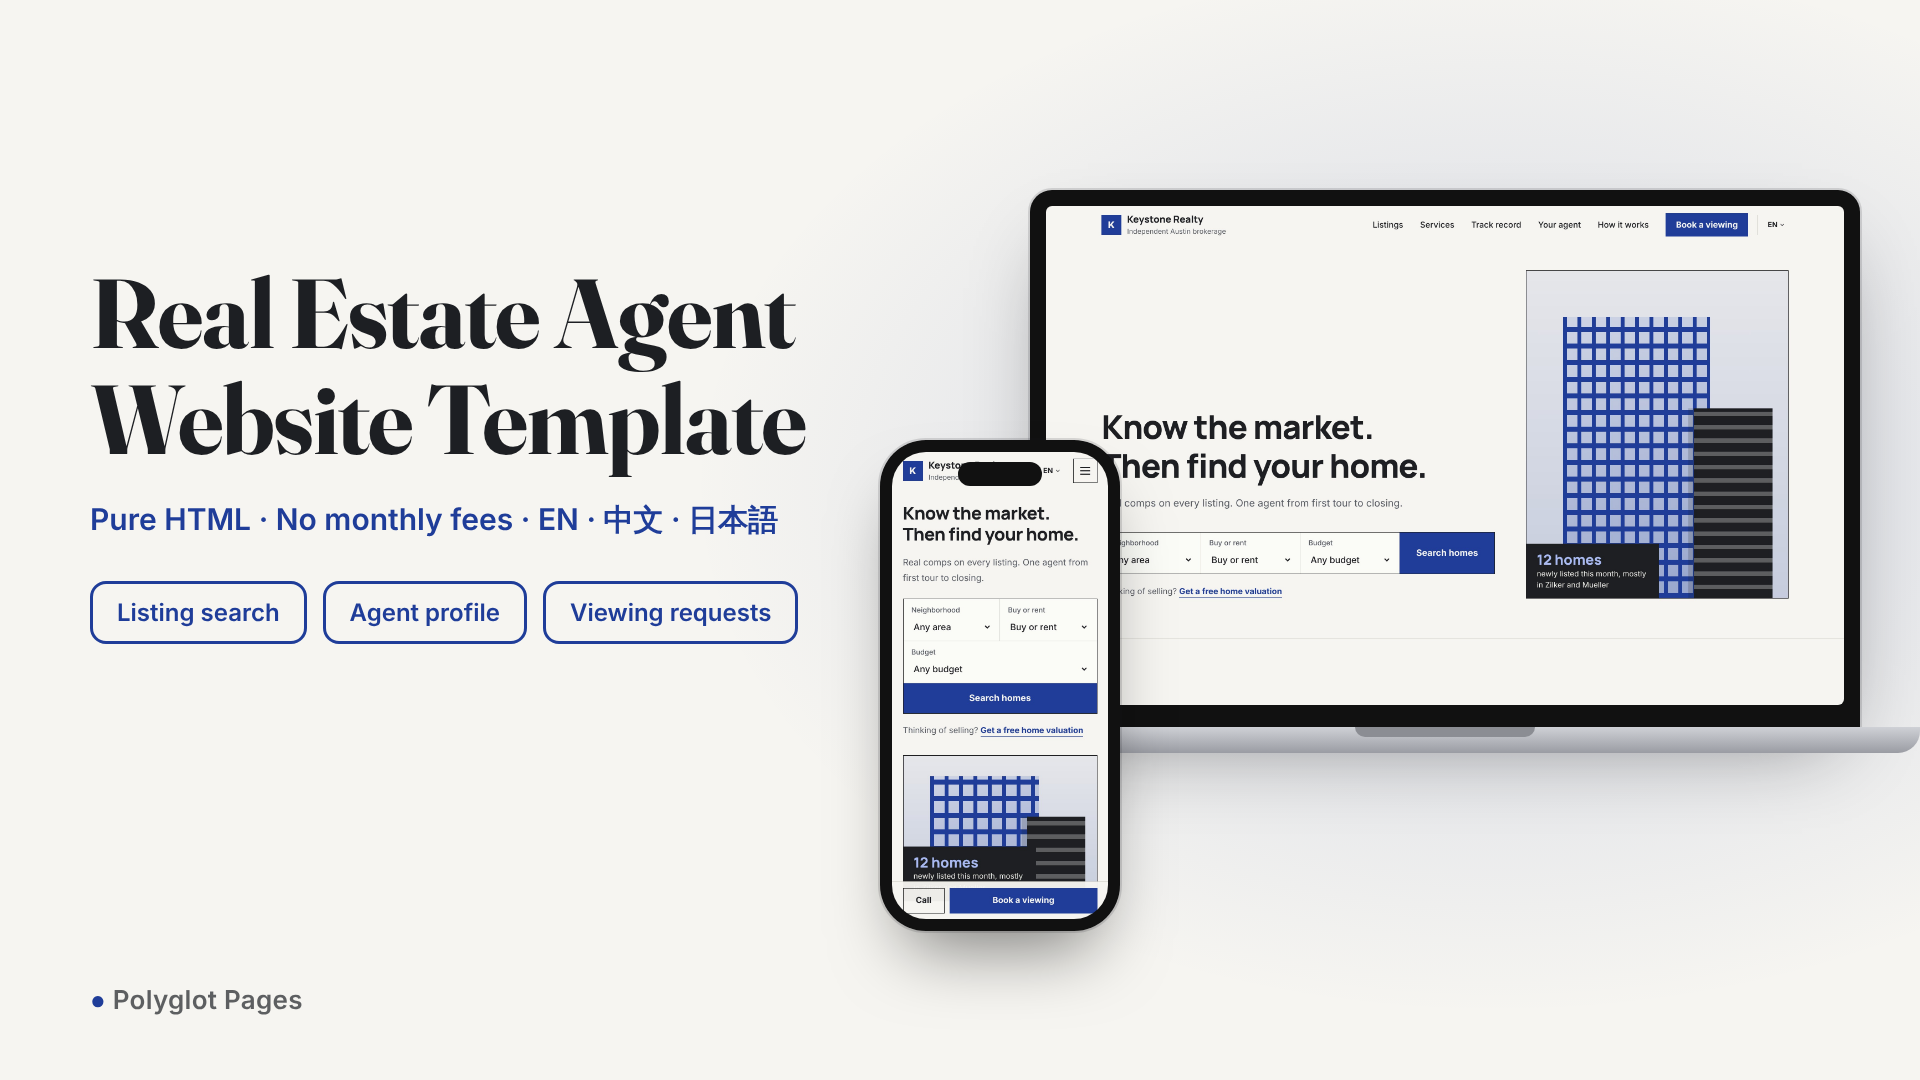 Real Estate Agent
Website Template
Pure HTML · No monthly fees · EN · 中文 · 日本語
Listing search
Agent profile
Viewing requests
Polyglot Pages
K
Keystone Realty
Independent Austin brokerage
Listings
Services
Track record
Your agent
How it works
Book a viewing
EN
Know the market.
Then find your home.
comps on every listing. One agent from first tour to closing.
Buy or rent
Budget
area
Buy or rent
Any budget
Search homes
of selling? Get a free home valuation
12 homes
newly listed this month, mostly
in Zilker and Mueller
K
EN
Know the market.
Then find your home.
Real comps on every listing. One agent from
first tour to closing.
Neighborhood
Buy or rent
Any area
Buy or rent
Budget
Any budget
Search homes
Thinking of selling? Get a free home valuation
12 homes
newly listed this month, mostly
Call
Book a viewing